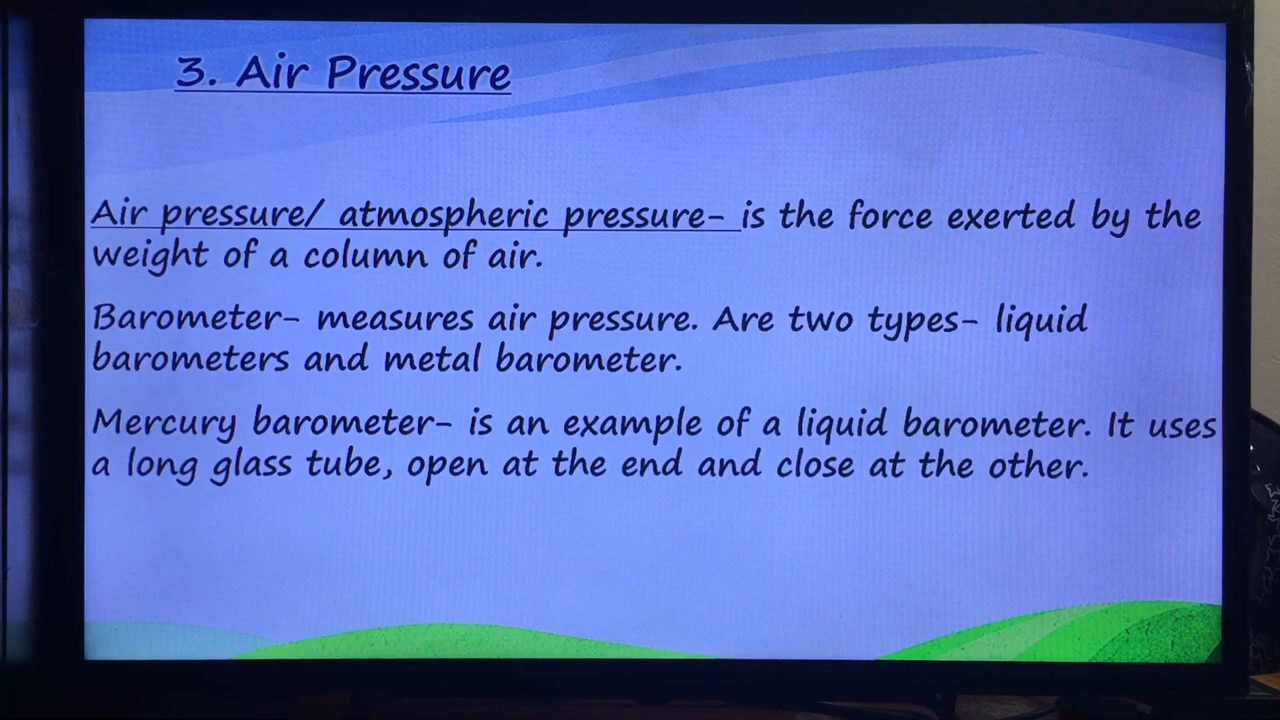 3. Air Pressure
Air pressure/ atmospheric pressure- is the force exerted by the
weight of a column of air.
Barometer- measures air pressure. Are two types- liquid
barometers and metal barometer.
Mercury barometer- is an example of a liquid barometer. It uses
a long glass tube, open at the end and close at the other.